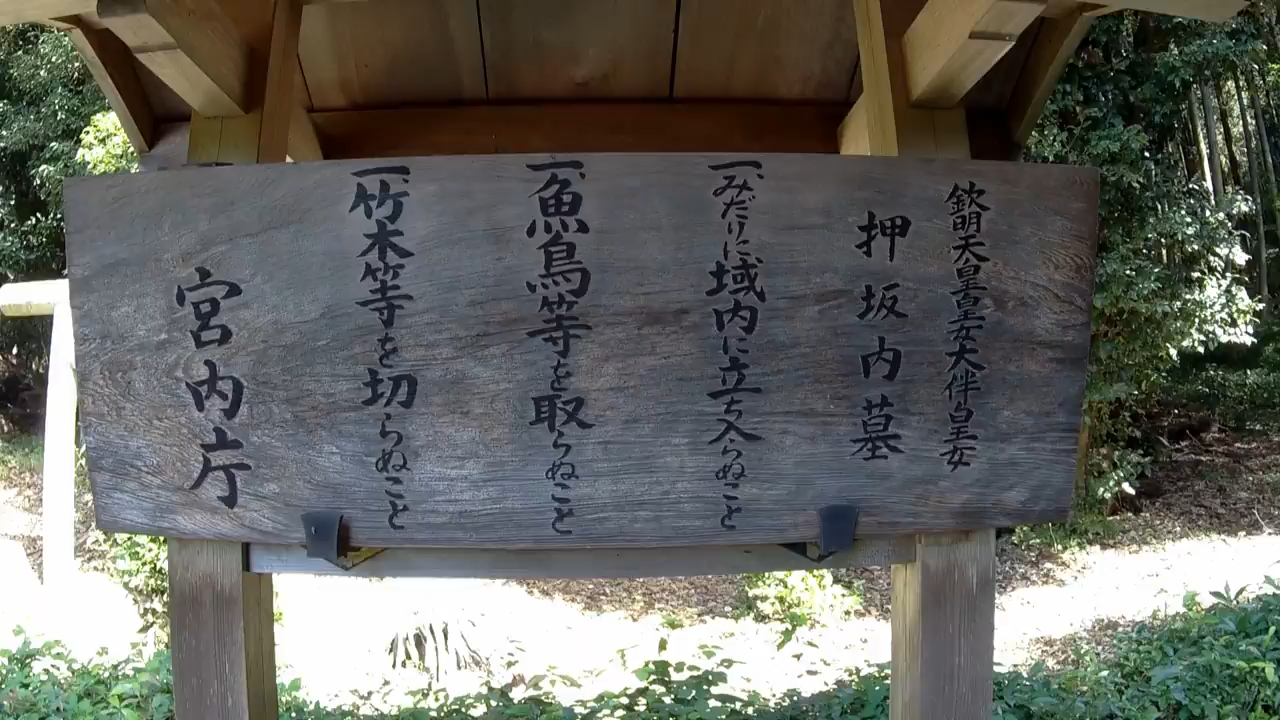 欽明天皇皇女大伴皇女
押坂内墓
一、みだりに域内に立ち入らぬこと
一、魚鳥等を取らぬこと
一、竹木等を切らぬこと
宮内庁